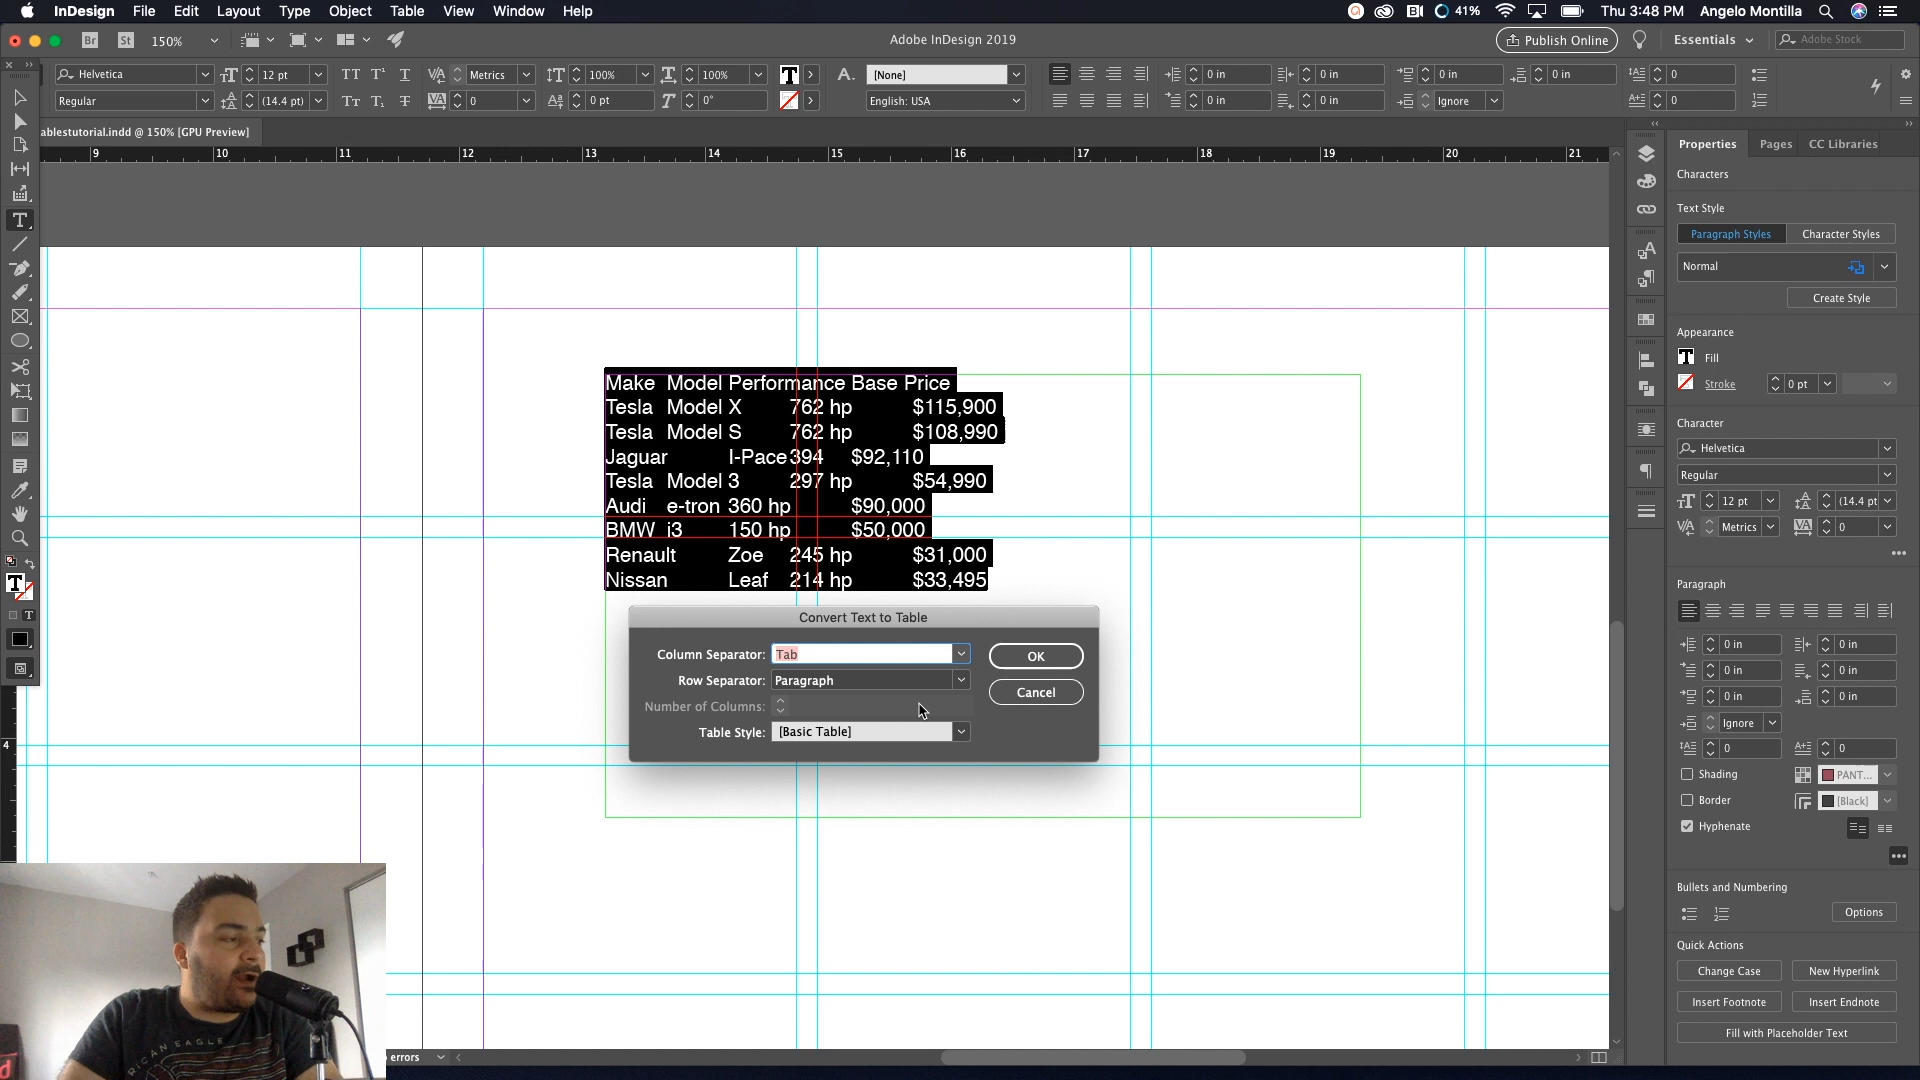 InDesign File Edit Layout Type Object Table View Window Help 41% Thu 3:48 PM Angelo Montilla
Br St 150% Adobe InDesign 2019 Publish Online Essentials Adobe Stock
Helvetica 12 pt Metrics 100% 100% [None] 0 in 0 in 0 in 0 in 0
Regular (14.4 pt) 0 0 pt 0° English: USA 0 in 0 in Ignore 0
ablestutorial.indd @ 150% [GPU Preview]
9 10 11 12 13 14 15 16 17 18 19 20 21
Make Model Performance Base Price
Tesla Model X 762 hp $115,900
Tesla Model S 762 hp $108,990
Jaguar I-Pace 394 $92,110
Tesla Model 3 297 hp $54,990
Audi e-tron 360 hp $90,000
BMW i3 150 hp $50,000
Renault Zoe 245 hp $31,000
Nissan Leaf 214 hp $33,495
Convert Text to Table
Column Separator: Tab OK
Row Separator: Paragraph Cancel
Number of Columns:
Table Style: [Basic Table]
4
errors
Properties Pages CC Libraries
Characters
Text Style
Paragraph Styles Character Styles
Normal
Create Style
Appearance
Fill
Stroke 0 pt
Character
Helvetica
Regular
12 pt (14.4 pt
Metrics 0
Paragraph
0 in 0 in
0 in 0 in
0 in 0 in
Ignore
0 0
Shading PANT...
Border [Black]
Hyphenate
Bullets and Numbering
Options
Quick Actions
Change Case New Hyperlink
Insert Footnote Insert Endnote
Fill with Placeholder Text
RICAN EAGLE